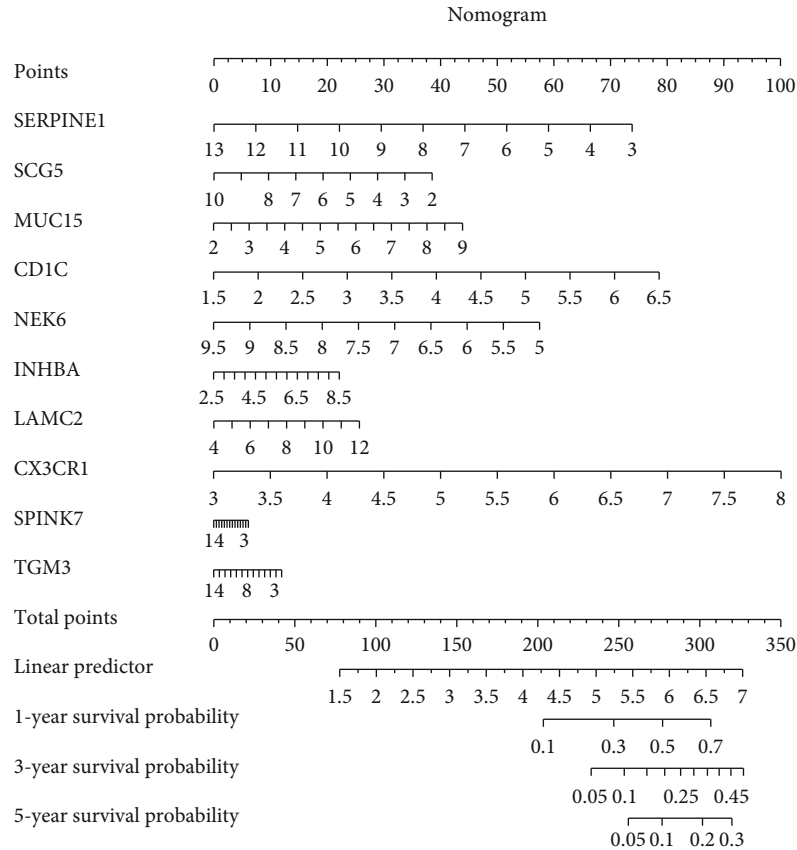 Nomogram
Points
0 10 20 30 40 50 60 70 80 90 100
SERPINE1
13 12 11 10 9 8 7 6 5 4 3
SCG5
10 8 7 6 5 4 3 2
MUC15
2 3 4 5 6 7 8 9
CD1C
1.5 2 2.5 3 3.5 4 4.5 5 5.5 6 6.5
NEK6
9.5 9 8.5 8 7.5 7 6.5 6 5.5 5
INHBA
2.5 4.5 6.5 8.5
LAMC2
4 6 8 10 12
CX3CR1
3 3.5 4 4.5 5 5.5 6 6.5 7 7.5 8
SPINK7
14 3
TGM3
14 8 3
Total points
0 50 100 150 200 250 300 350
Linear predictor
1.5 2 2.5 3 3.5 4 4.5 5 5.5 6 6.5 7
1-year survival probability
0.1 0.3 0.5 0.7
3-year survival probability
0.05 0.1 0.25 0.45
5-year survival probability
0.05 0.1 0.2 0.3